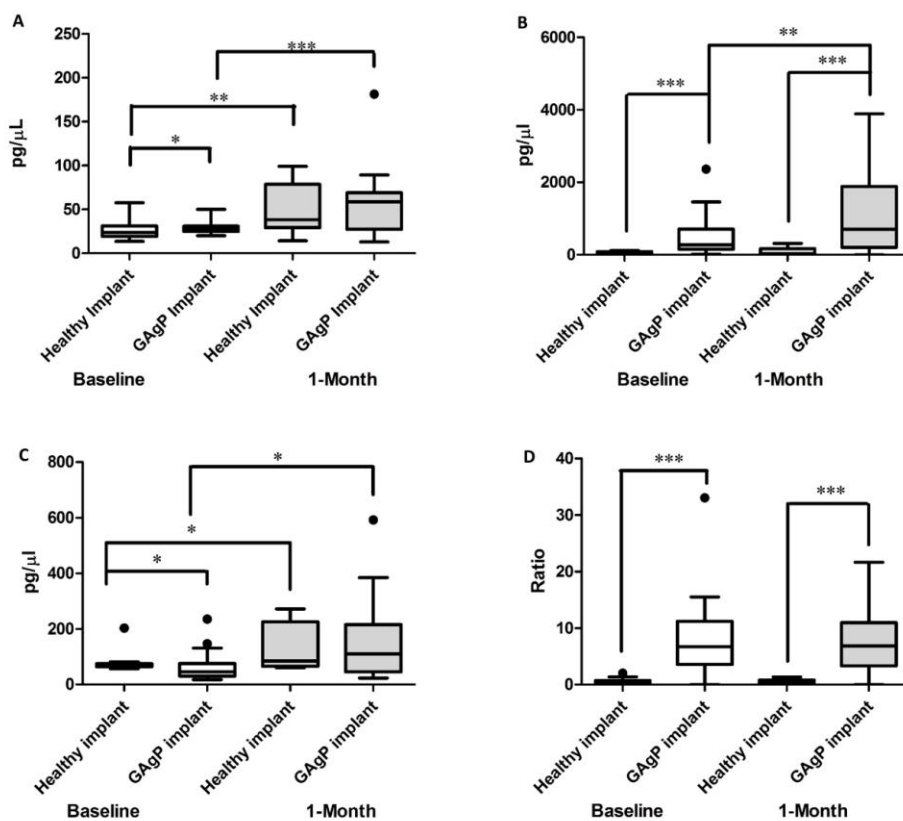 A
250
200
150
100
50
0
pg/μL
*
**
***
Healthy Implant
GAgP Implant
Healthy Implant
GAgP Implant
Baseline
1-Month
B
6000
4000
2000
0
pg/μl
***
**
***
Healthy implant
GAgP implant
Healthy implant
GAgP implant
Baseline
1-Month
C
800
600
400
200
0
pg/μl
*
*
*
Healthy implant
GAgP implant
Healthy implant
GAgP implant
Baseline
1-Month
D
40
30
20
10
0
Ratio
***
***
Healthy implant
GAgP implant
Healthy implant
GAgP implant
Baseline
1-Month